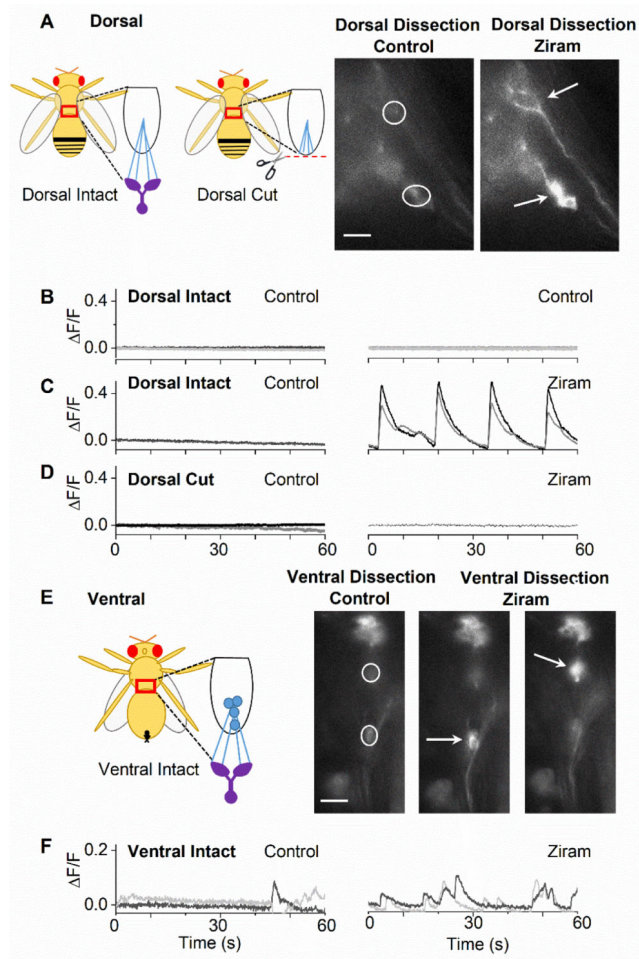 A Dorsal
Dorsal Dissection Control
Dorsal Dissection Ziram
Dorsal Intact
Dorsal Cut
B
ΔF/F
0.4
0.0
Dorsal Intact Control
Control
C
ΔF/F
0.4
0.0
Dorsal Intact Control
Ziram
D
ΔF/F
0.4
0.0
Dorsal Cut Control
Ziram
0 30 60
0 30 60
E Ventral
Ventral Dissection Control
Ventral Dissection Ziram
Ventral Intact
F
ΔF/F
0.2
0.0
Ventral Intact Control
Ziram
0 30 60
0 30 60
Time (s)
Time (s)